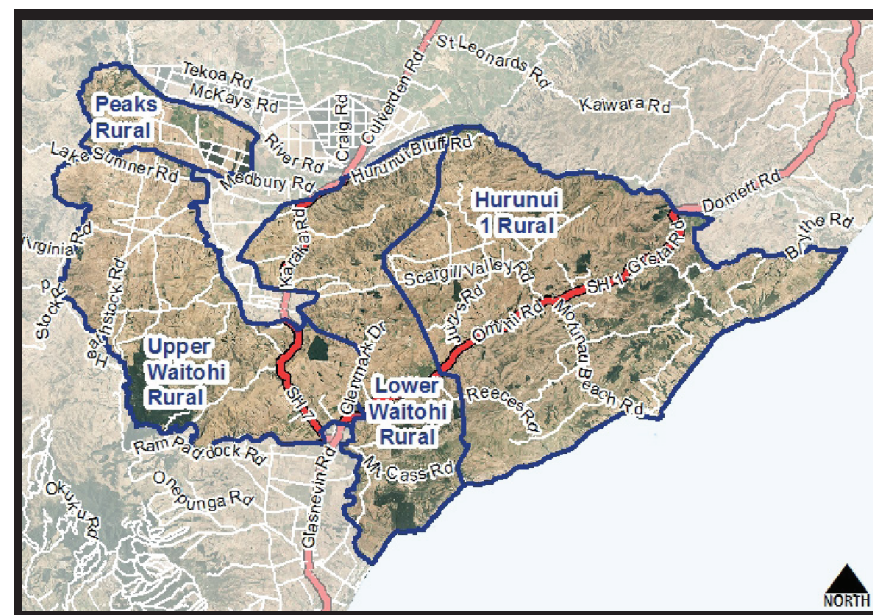 St Leonards Rd
Tekoa Rd
McKays Rd
Culverden Rd
Craig Rd
Kawara Rd
Peaks
Rural
River Rd
Hurunui Bluff Rd
Lake Sumner Rd
Medbury Rd
Domett Rd
Hurunui
1 Rural
Karaka Rd
Virginia Rd
Blythe Rd
Scargill Valley Rd
SH 1 Greta Rd
Omihi Rd
Motunau Beach Rd
Upper
Waitohi
Rural
SH 7
Glenmark Dr
Lower
Waitohi
Rural
Reeces Rd
Ram Paddock Rd
Mt Cass Rd
Onepunga Rd
Glasnevin Rd
Okuku Rd
NORTH